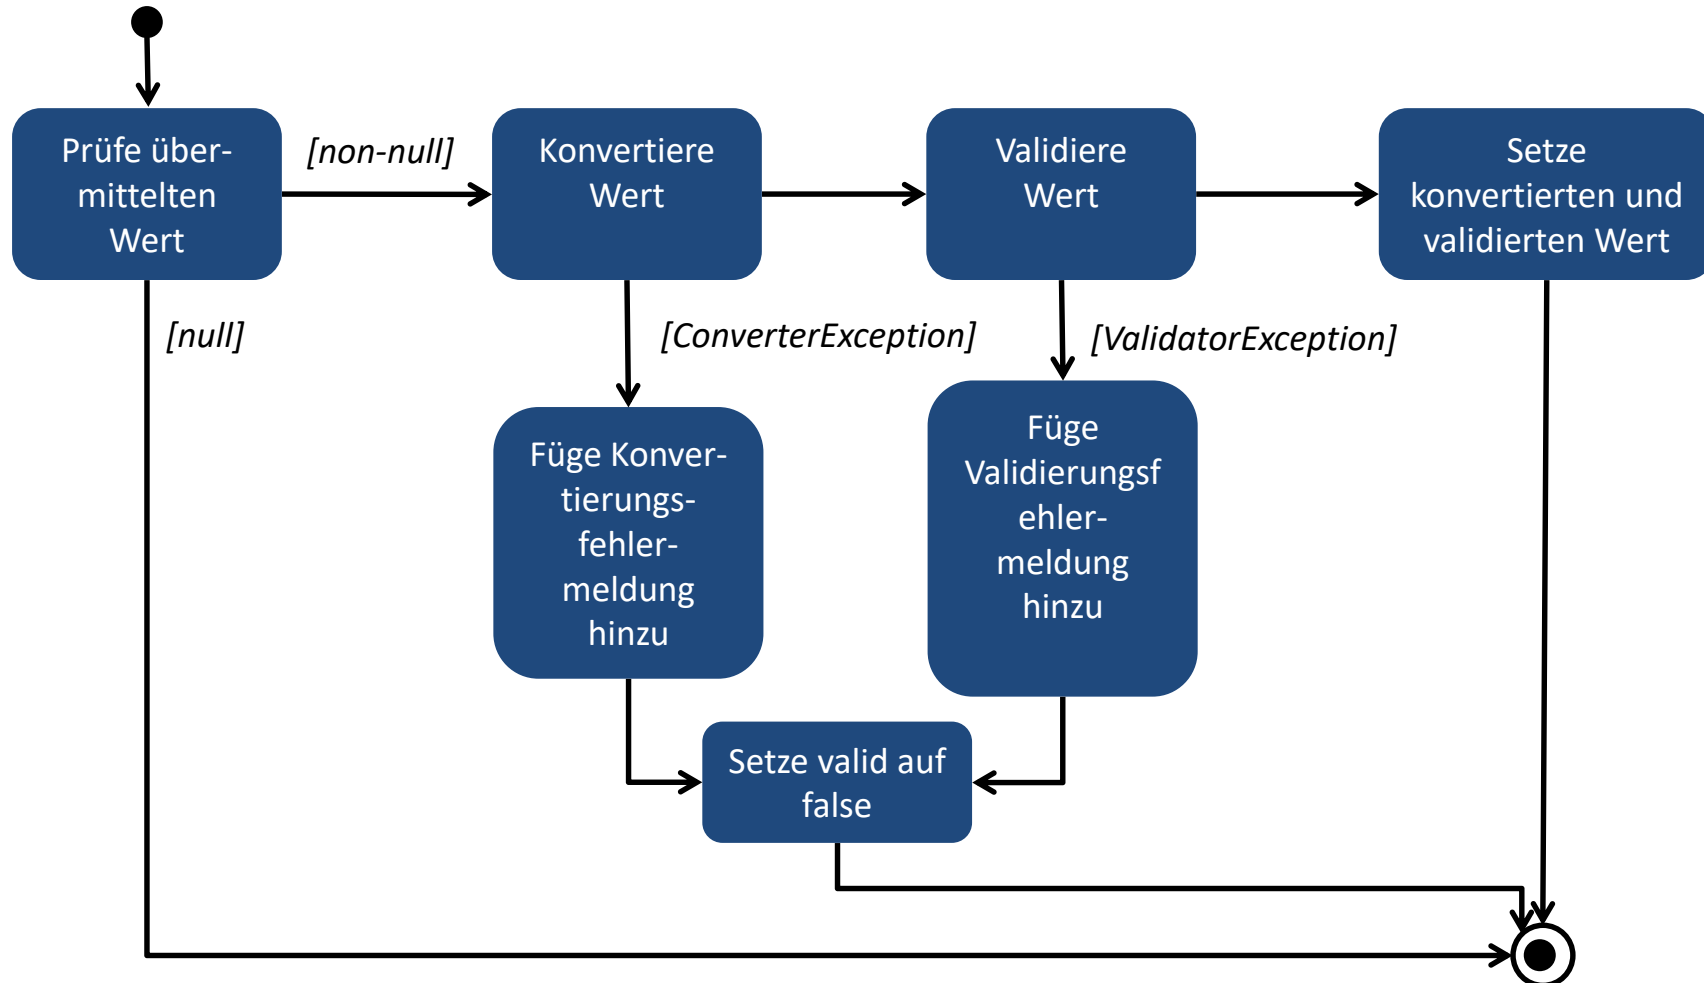 Prüfe über-
mittelten
Wert
[non-null]
Konvertiere
Wert
Validiere
Wert
Setze
konvertierten und
validierten Wert
[null]
[ConverterException]
[ValidatorException]
Füge Konver-
tierungs-
fehler-
meldung
hinzu
Füge
Validierungsf
ehler-
meldung
hinzu
Setze valid auf
false